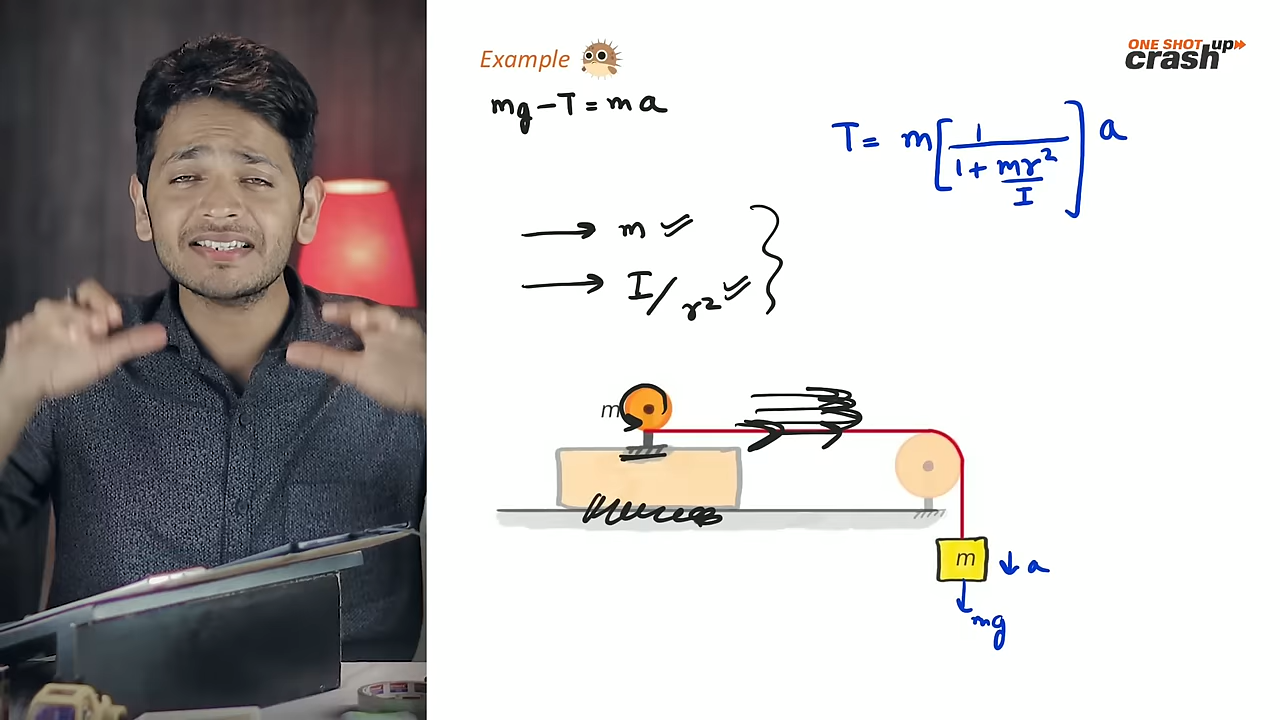 Example
ONE SHOT up
crash
mg - T = ma
T = m[1/(1 + mr²/I)] a
→ m
→ I/r²
m
m
↓ a
mg